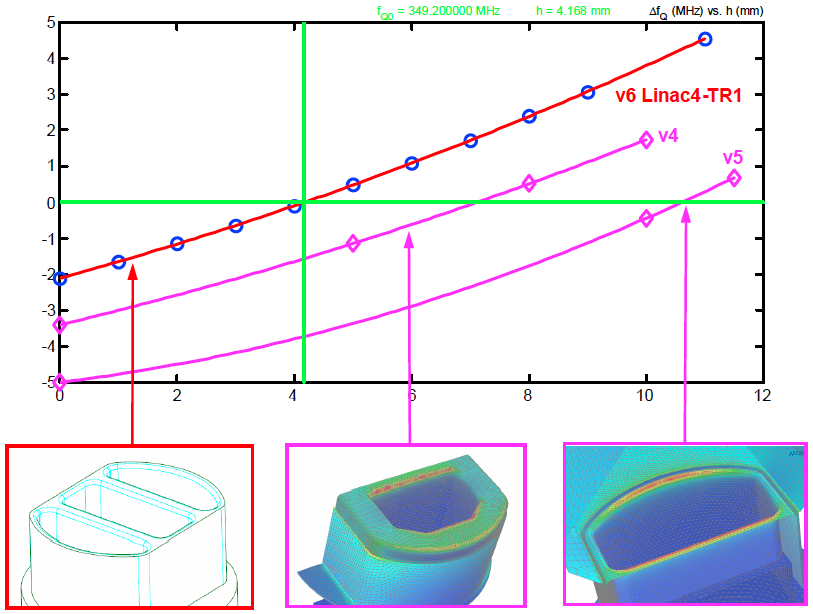 f_Q0 = 349.200000 MHz h = 4.168 mm Δf_Q (MHz) vs. h (mm)
5
4
3
2
1
0
-1
-2
-3
-4
-5
v6 Linac4-TR1
v4
v5
0 2 4 6 8 10 12